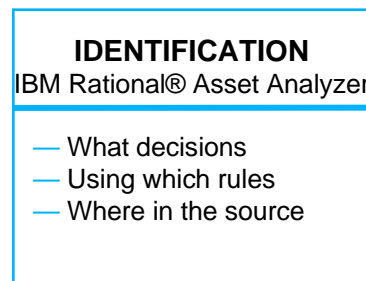 IDENTIFICATION
IBM Rational® Asset Analyzer
— What decisions
— Using which rules
— Where in the source